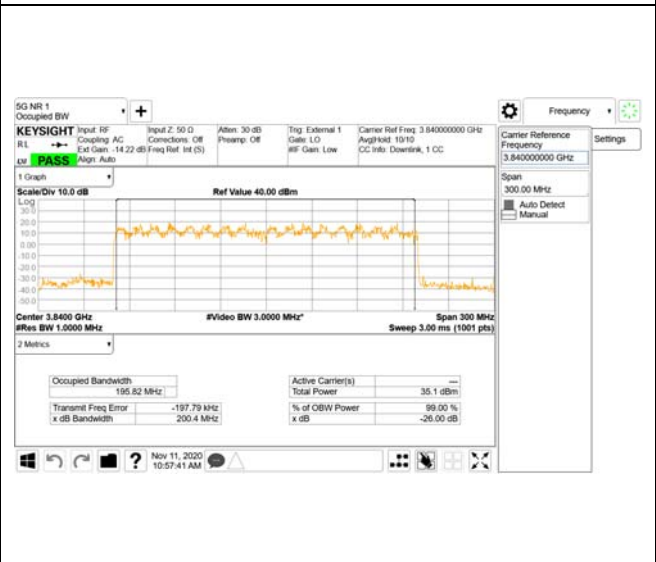 5G NR 1
Occupied BW
Frequency
KEYSIGHT Input: RF Input Z: 50 Ω Atten: 30 dB Trig: External 1 Carrier Ref Freq: 3.840000000 GHz
RL Coupling: AC Corrections: Off Preamp: Off Gate: LO Avg|Hold: 10/10
Ext Gain: -14.22 dB Freq Ref: Int (S) #IF Gain: Low CC Info: Downlink, 1 CC
PASS Align: Auto
Carrier Reference
Frequency
3.840000000 GHz
Settings
Span
300.00 MHz
Auto Detect
Manual
1 Graph
Scale/Div 10.0 dB Ref Value 40.00 dBm
Log
30.0
20.0
10.0
0.00
-10.0
-20.0
-30.0
-40.0
-50.0
Center 3.8400 GHz #Video BW 3.0000 MHz* Span 300 MHz
#Res BW 1.0000 MHz Sweep 3.00 ms (1001 pts)
2 Metrics
Occupied Bandwidth Active Carrier(s) ---
195.82 MHz Total Power 35.1 dBm
Transmit Freq Error -197.79 kHz % of OBW Power 99.00 %
x dB Bandwidth 200.4 MHz x dB -26.00 dB
Nov 11, 2020
10:57:41 AM